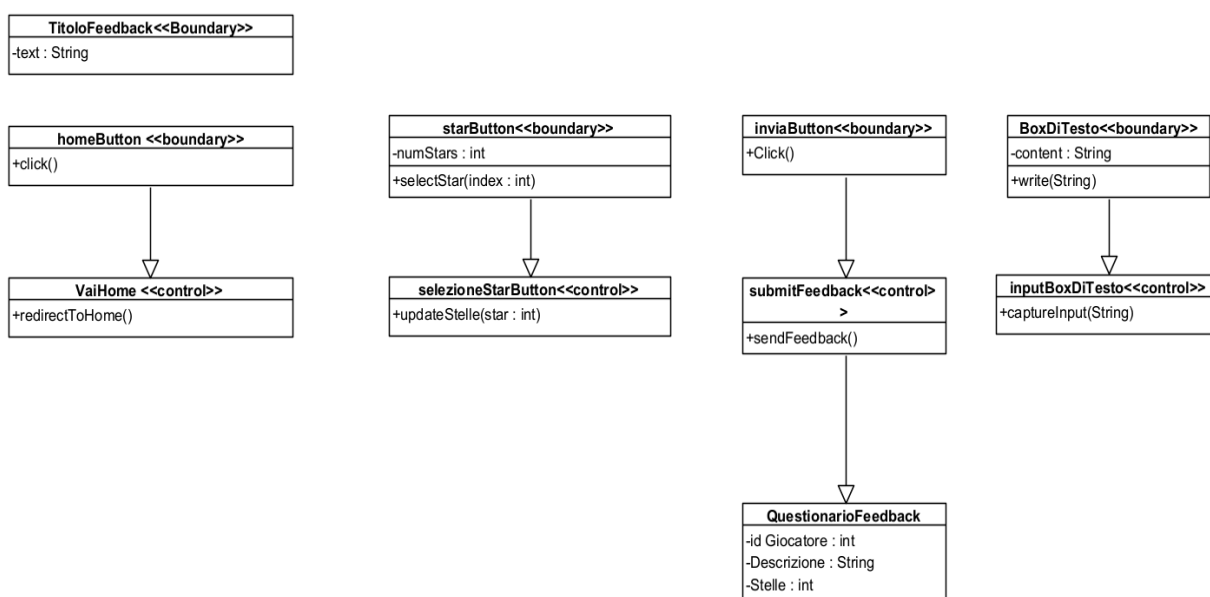 TitoloFeedback<<Boundary>>
-text : String
homeButton <<boundary>>
+click()
starButton<<boundary>>
-numStars : int
+selectStar(index : int)
inviaButton<<boundary>>
+Click()
BoxDiTesto<<boundary>>
-content : String
+write(String)
VaiHome <<control>>
+redirectToHome()
selezioneStarButton<<control>>
+updateStelle(star : int)
submitFeedback<<control>
>
+sendFeedback()
inputBoxDiTesto<<control>>
+captureInput(String)
QuestionarioFeedback
-id Giocatore : int
-Descrizione : String
-Stelle : int